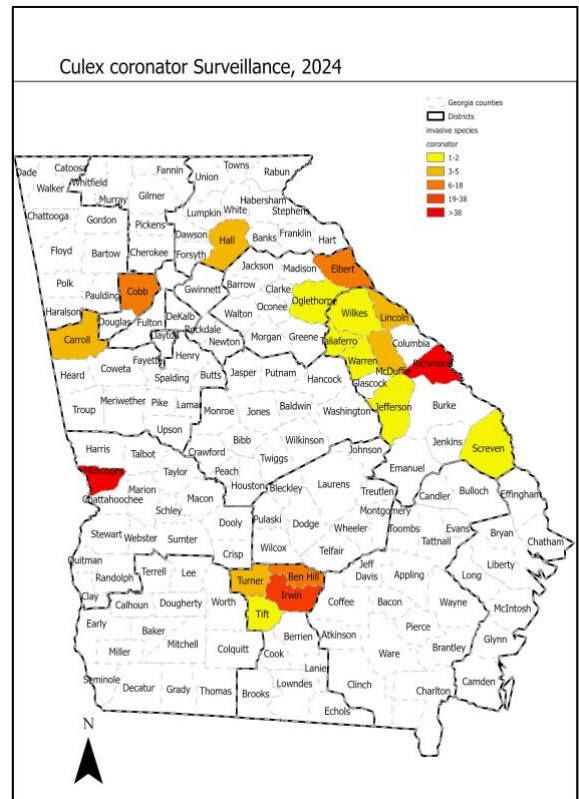 Culex coronator Surveillance, 2024
Georgia counties
Districts
invasive species
coronator
1-2
3-5
6-18
19-38
>38
Dade
Catoosa
Fannin
Union
Towns
Rabun
Walker
Whitfield
Murray
Gilmer
Habersham
Chattooga
Gordon
Pickens
Lumpkin
White
Stephens
Dawson
Floyd
Bartow
Cherokee
Forsyth
Hall
Banks
Franklin
Hart
Polk
Paulding
Cobb
Gwinnett
Jackson
Madison
Elbert
Barrow
Clarke
Oglethorpe
Haralson
Douglas
Fulton
DeKalb
Walton
Oconee
Wilkes
Lincoln
Carroll
Clayton
Rockdale
Newton
Morgan
Greene
Taliaferro
Columbia
Fayette
Henry
Warren
McDuffie
Richmond
Heard
Coweta
Spalding
Butts
Jasper
Putnam
Hancock
Glascock
Troup
Meriwether
Pike
Lamar
Monroe
Jones
Baldwin
Washington
Jefferson
Burke
Upson
Bibb
Wilkinson
Jenkins
Screven
Harris
Talbot
Crawford
Twiggs
Johnson
Emanuel
Muscogee
Taylor
Peach
Houston
Bleckley
Laurens
Treutlen
Candler
Bulloch
Effingham
Chattahoochee
Marion
Macon
Schley
Dooly
Pulaski
Dodge
Wheeler
Montgomery
Toombs
Evans
Tattnall
Bryan
Chatham
Stewart
Webster
Sumter
Crisp
Wilcox
Telfair
Quitman
Randolph
Terrell
Lee
Turner
Ben Hill
Jeff
Davis
Appling
Long
Liberty
Clay
Calhoun
Dougherty
Worth
Irwin
Coffee
Bacon
Wayne
McIntosh
Early
Baker
Tift
Pierce
Miller
Mitchell
Colquitt
Berrien
Atkinson
Ware
Brantley
Glynn
Cook
Lanier
Seminole
Decatur
Grady
Thomas
Brooks
Lowndes
Clinch
Charlton
Camden
Echols
N